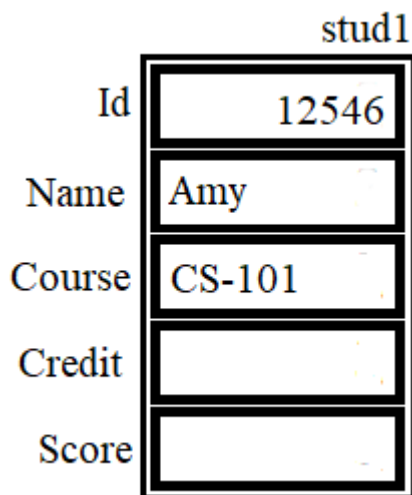 stud1
Id 12546
Name Amy
Course CS-101
Credit
Score